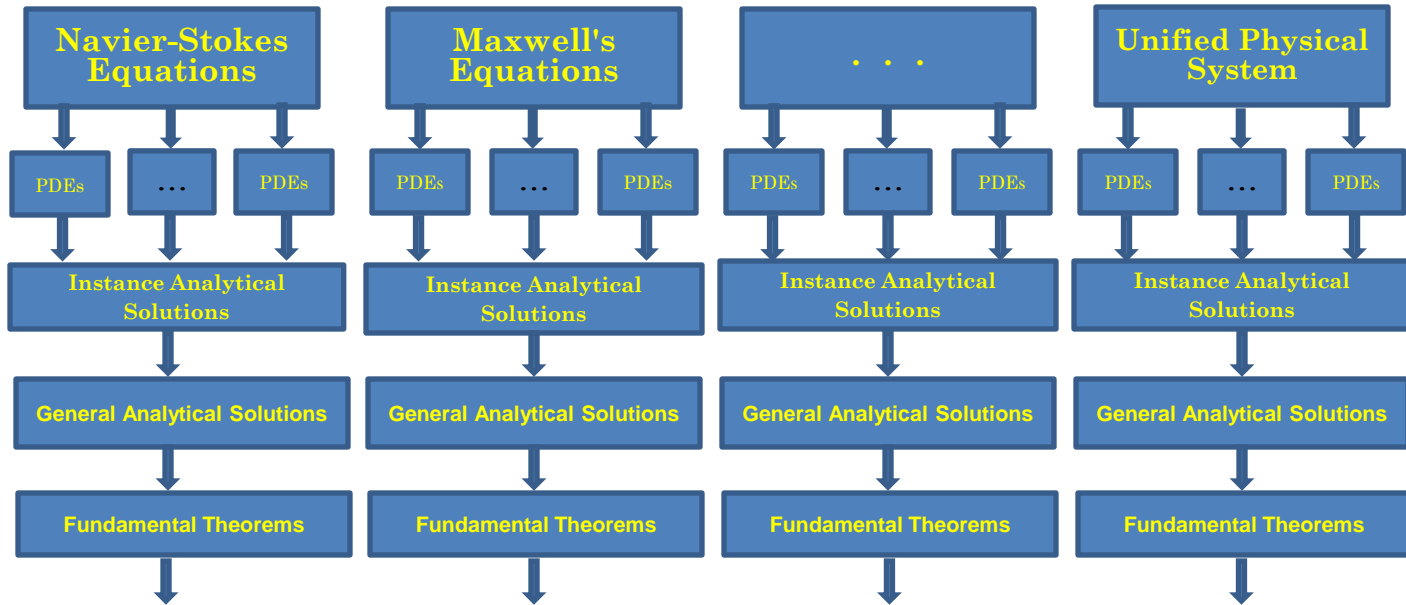 Navier-Stokes
Equations
Maxwell's
Equations
. . .
Unified Physical
System
PDEs
...
PDEs
PDEs
...
PDEs
PDEs
...
PDEs
PDEs
...
PDEs
Instance Analytical
Solutions
Instance Analytical
Solutions
Instance Analytical
Solutions
Instance Analytical
Solutions
General Analytical Solutions
General Analytical Solutions
General Analytical Solutions
General Analytical Solutions
Fundamental Theorems
Fundamental Theorems
Fundamental Theorems
Fundamental Theorems